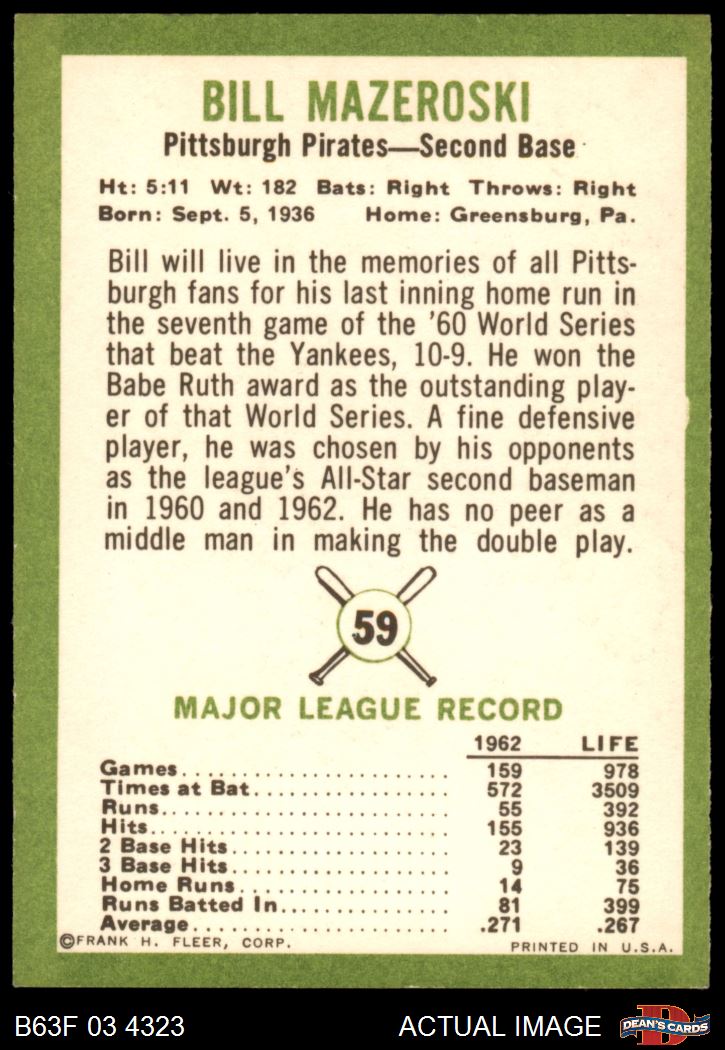 BILL MAZEROSKI
Pittsburgh Pirates—Second Base
Ht: 5:11 Wt: 182 Bats: Right Throws: Right
Born: Sept. 5, 1936 Home: Greensburg, Pa.
Bill will live in the memories of all Pitts-
burgh fans for his last inning home run in
the seventh game of the '60 World Series
that beat the Yankees, 10-9. He won the
Babe Ruth award as the outstanding play-
er of that World Series. A fine defensive
player, he was chosen by his opponents
as the league's All-Star second baseman
in 1960 and 1962. He has no peer as a
middle man in making the double play.
59
MAJOR LEAGUE RECORD
1962 LIFE
Games 159 978
Times at Bat 572 3509
Runs 55 392
Hits 155 936
2 Base Hits 23 139
3 Base Hits 9 36
Home Runs 14 75
Runs Batted In 81 399
Average .271 .267
©FRANK H. FLEER, CORP. PRINTED IN U.S.A.
B63F 03 4323 ACTUAL IMAGE D DEAN'S CARDS